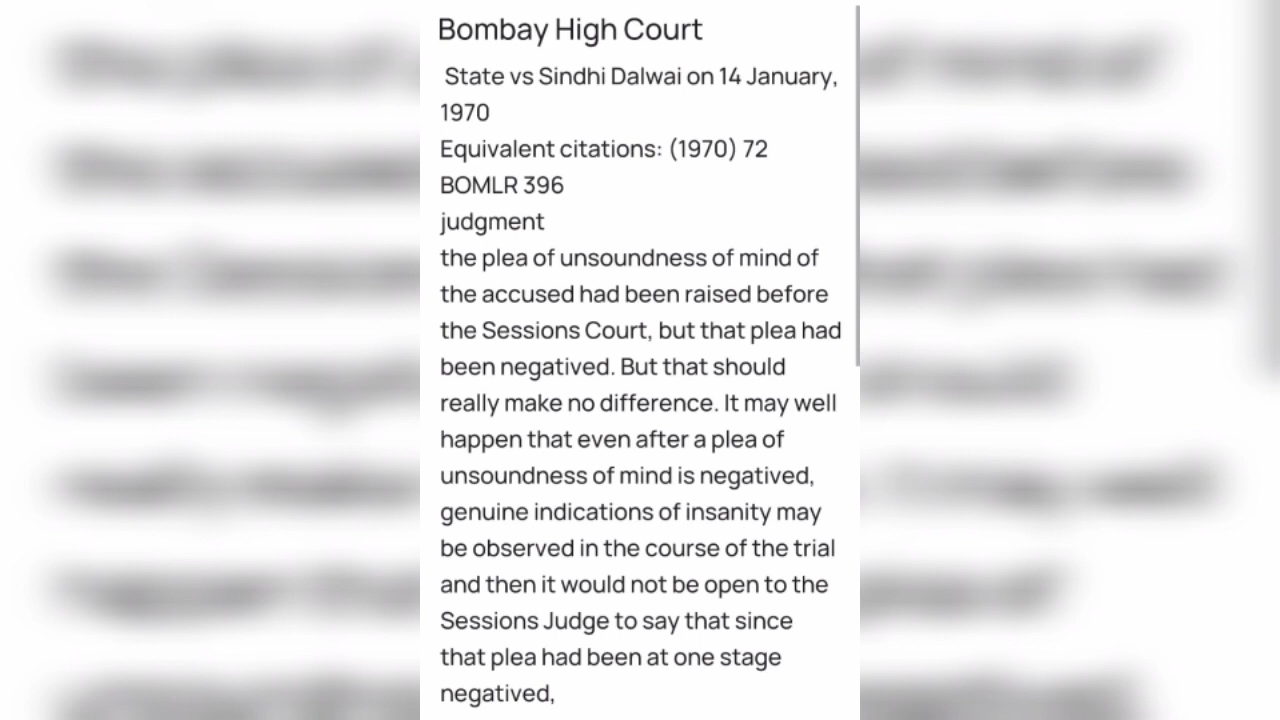 Bombay High Court
State vs Sindhi Dalwai on 14 January,
1970
Equivalent citations: (1970) 72
BOMLR 396
judgment
the plea of unsoundness of mind of
the accused had been raised before
the Sessions Court, but that plea had
been negatived. But that should
really make no difference. It may well
happen that even after a plea of
unsoundness of mind is negatived,
genuine indications of insanity may
be observed in the course of the trial
and then it would not be open to the
Sessions Judge to say that since
that plea had been at one stage
negatived,